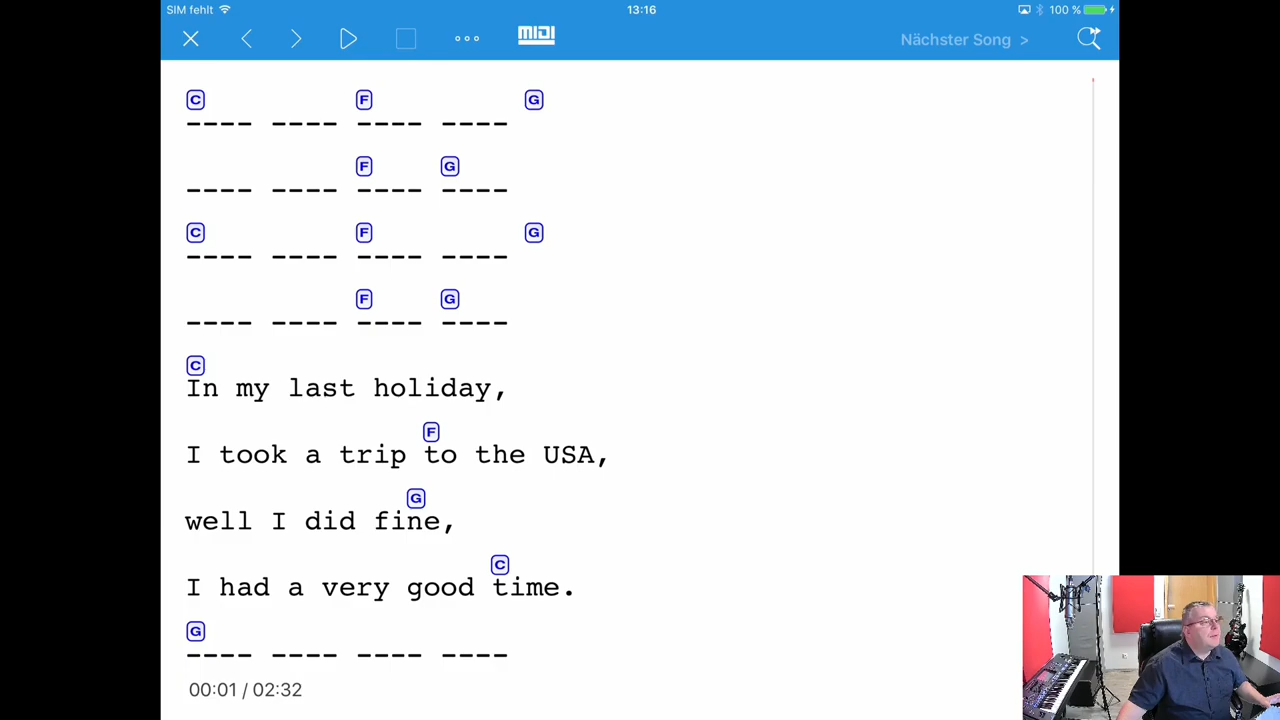 SIM fehlt 13:16 100 %
MIDI Nächster Song >
C F G
---- ---- ---- ----
F G
---- ---- ---- ----
C F G
---- ---- ---- ----
F G
---- ---- ---- ----
C
In my last holiday,
F
I took a trip to the USA,
G
well I did fine,
C
I had a very good time.
G
---- ---- ---- ----
00:01 / 02:32